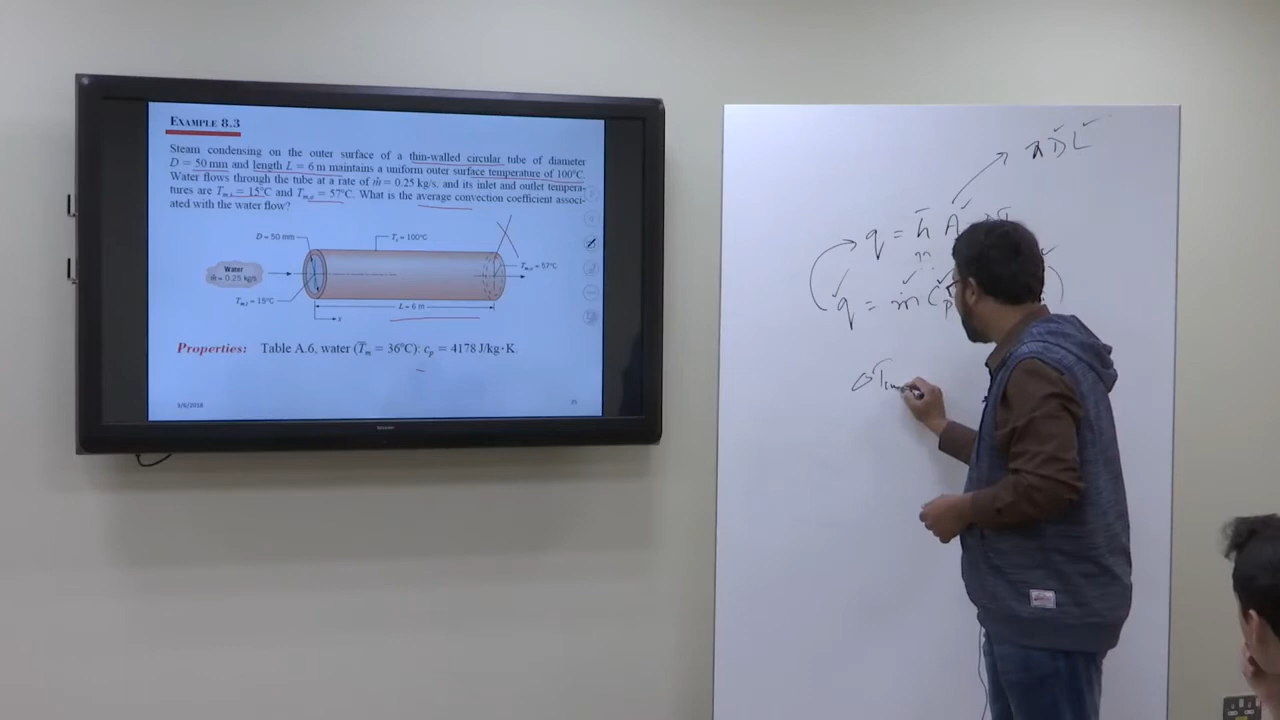 EXAMPLE 8.3
Steam condensing on the outer surface of a thin-walled circular tube of diameter
D = 50 mm and length L = 6 m maintains a uniform outer surface temperature of 100°C.
Water flows through the tube at a rate of ṁ = 0.25 kg/s, and its inlet and outlet tempera-
tures are Tm,i = 15°C and Tm,o = 57°C. What is the average convection coefficient associ-
ated with the water flow?
D = 50 mm
Ts = 100°C
Water
ṁ = 0.25 kg/s
Tm,o = 57°C
Tm,i = 15°C
L = 6 m
x
Properties: Table A.6, water (T̄m = 36°C): cp = 4178 J/kg·K.
3/6/2018
35
πDL
q = h̄ A
q = ṁ Cp
ΔTlm